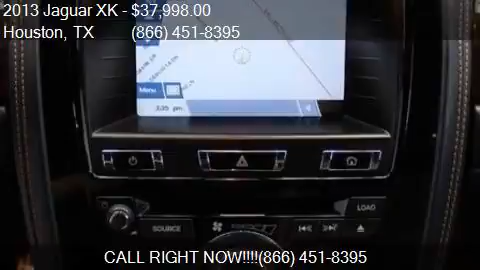 2013 Jaguar XK - $37,998.00
Houston, TX (866) 451-8395
Menu
3:35 pm
LOAD
SOURCE
CALL RIGHT NOW!!!!(866) 451-8395